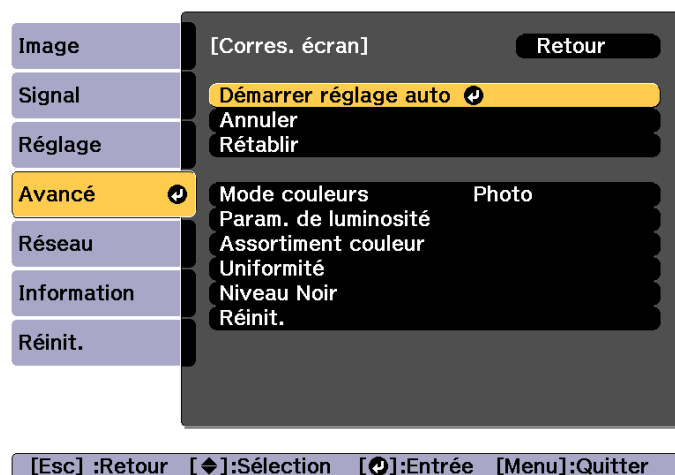 Image
Signal
Réglage
Avancé
Réseau
Information
Réinit.
[Corres. écran] Retour
Démarrer réglage auto
Annuler
Rétablir
Mode couleurs Photo
Param. de luminosité
Assortiment couleur
Uniformité
Niveau Noir
Réinit.
[Esc] :Retour [◆]:Sélection [↵]:Entrée [Menu]:Quitter